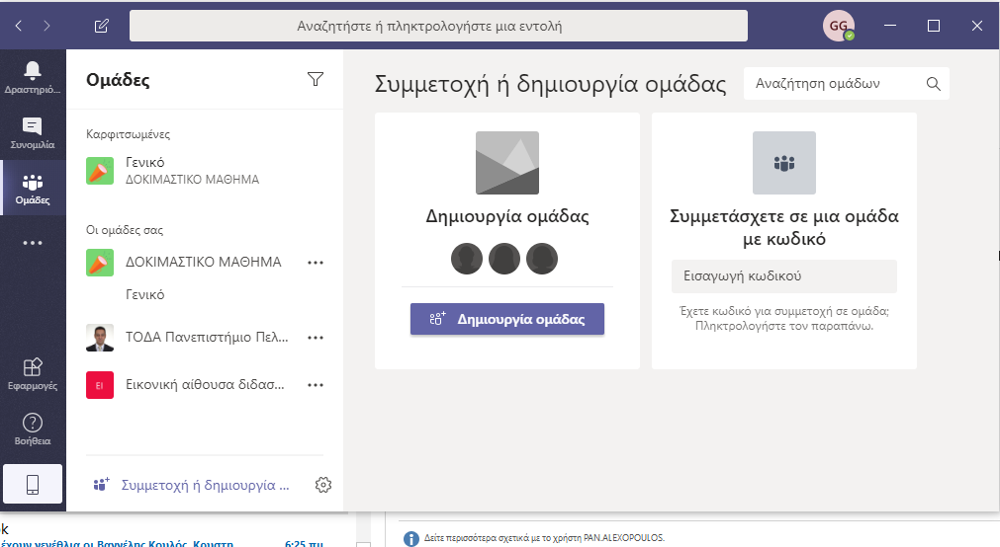 Αναζητήστε ή πληκτρολογήστε μια εντολή
GG
Δραστηριό...
Συνομιλία
Ομάδες
Εφαρμογές
Βοήθεια
Ομάδες
Καρφιτσωμένες
Γενικό
ΔΟΚΙΜΑΣΤΙΚΟ ΜΑΘΗΜΑ
Οι ομάδες σας
ΔΟΚΙΜΑΣΤΙΚΟ ΜΑΘΗΜΑ
Γενικό
ΤΟΔΑ Πανεπιστήμιο Πελ...
ΕΙ
Εικονική αίθουσα διδασ...
Συμμετοχή ή δημιουργία ...
Συμμετοχή ή δημιουργία ομάδας
Αναζήτηση ομάδων
Δημιουργία ομάδας
Δημιουργία ομάδας
Συμμετάσχετε σε μια ομάδα
με κωδικό
Εισαγωγή κωδικού
Έχετε κωδικό για συμμετοχή σε ομάδα;
Πληκτρολογήστε τον παραπάνω.
k
έχουν γενέθλια οι Βαγγέλης Κουλός, Κωστη
6:25 πμ
Δείτε περισσότερα σχετικά με το χρήστη PAN.ALEXOPOULOS.